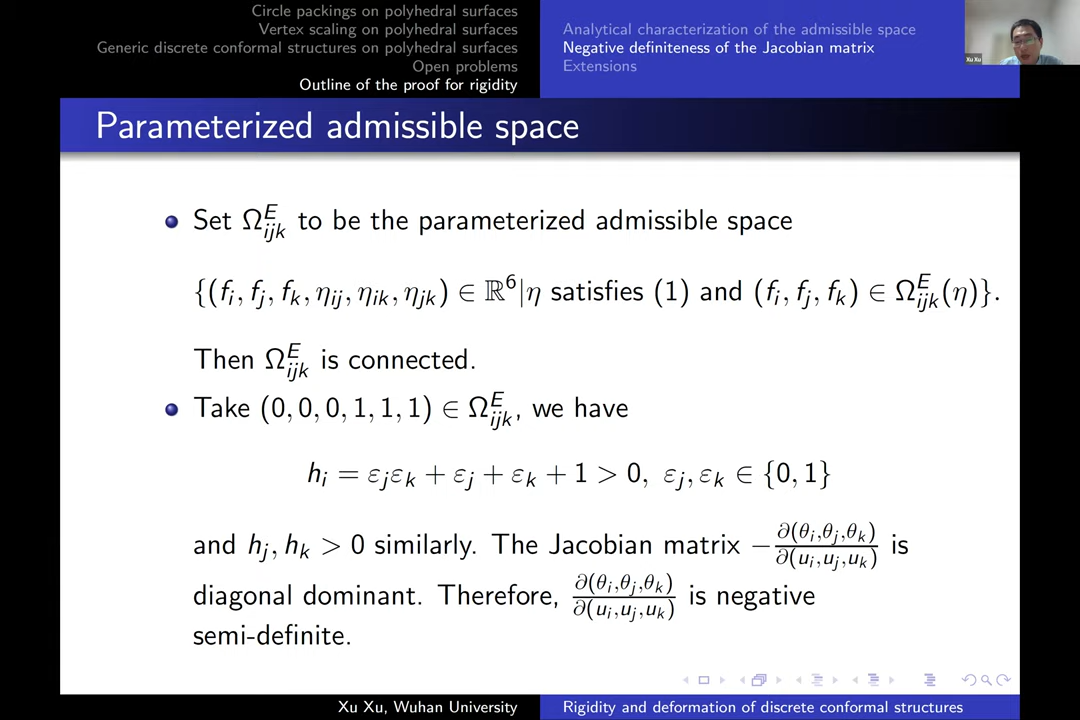 Circle packings on polyhedral surfaces
Vertex scaling on polyhedral surfaces
Generic discrete conformal structures on polyhedral surfaces
Open problems
Outline of the proof for rigidity
Analytical characterization of the admissible space
Negative definiteness of the Jacobian matrix
Extensions
Xu Xu
Parameterized admissible space
Set Ω^E_{ijk} to be the parameterized admissible space
{(f_i, f_j, f_k, η_{ij}, η_{ik}, η_{jk}) ∈ ℝ^6|η satisfies (1) and (f_i, f_j, f_k) ∈ Ω^E_{ijk}(η)}.
Then Ω^E_{ijk} is connected.
Take (0, 0, 0, 1, 1, 1) ∈ Ω^E_{ijk}, we have
h_i = ε_jε_k + ε_j + ε_k + 1 > 0, ε_j, ε_k ∈ {0, 1}
and h_j, h_k > 0 similarly. The Jacobian matrix −∂(θ_i,θ_j,θ_k)/∂(u_i,u_j,u_k) is
diagonal dominant. Therefore, ∂(θ_i,θ_j,θ_k)/∂(u_i,u_j,u_k) is negative
semi-definite.
Xu Xu, Wuhan University
Rigidity and deformation of discrete conformal structures